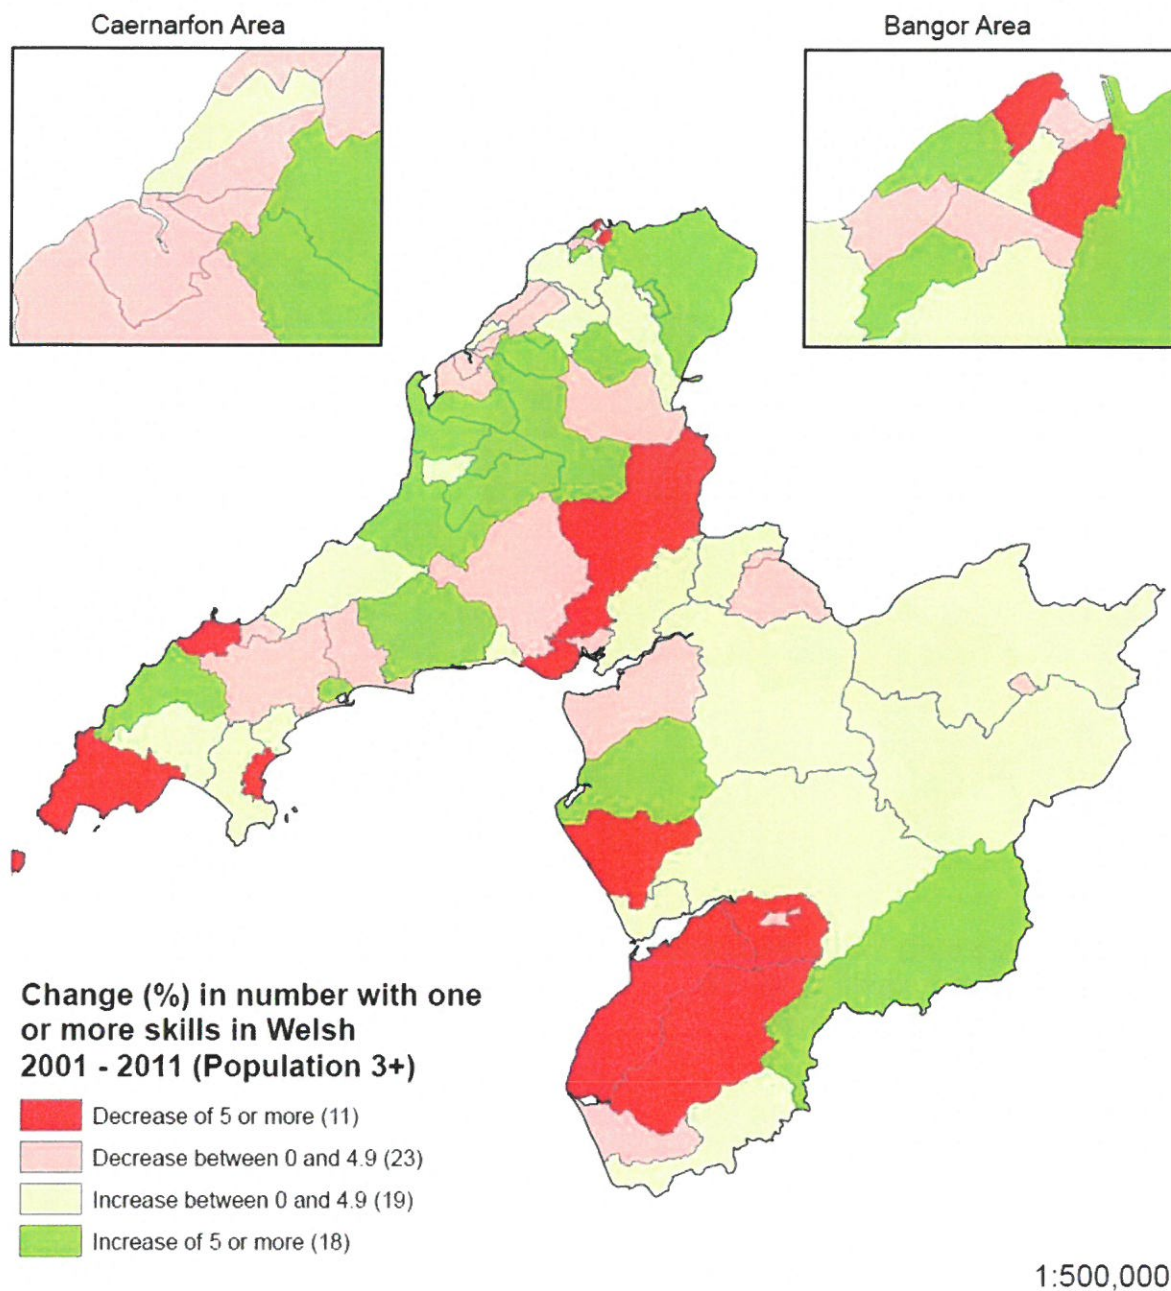 Caernarfon Area
Bangor Area
Change (%) in number with one
or more skills in Welsh
2001 - 2011 (Population 3+)
Decrease of 5 or more (11)
Decrease between 0 and 4.9 (23)
Increase between 0 and 4.9 (19)
Increase of 5 or more (18)
1:500,000